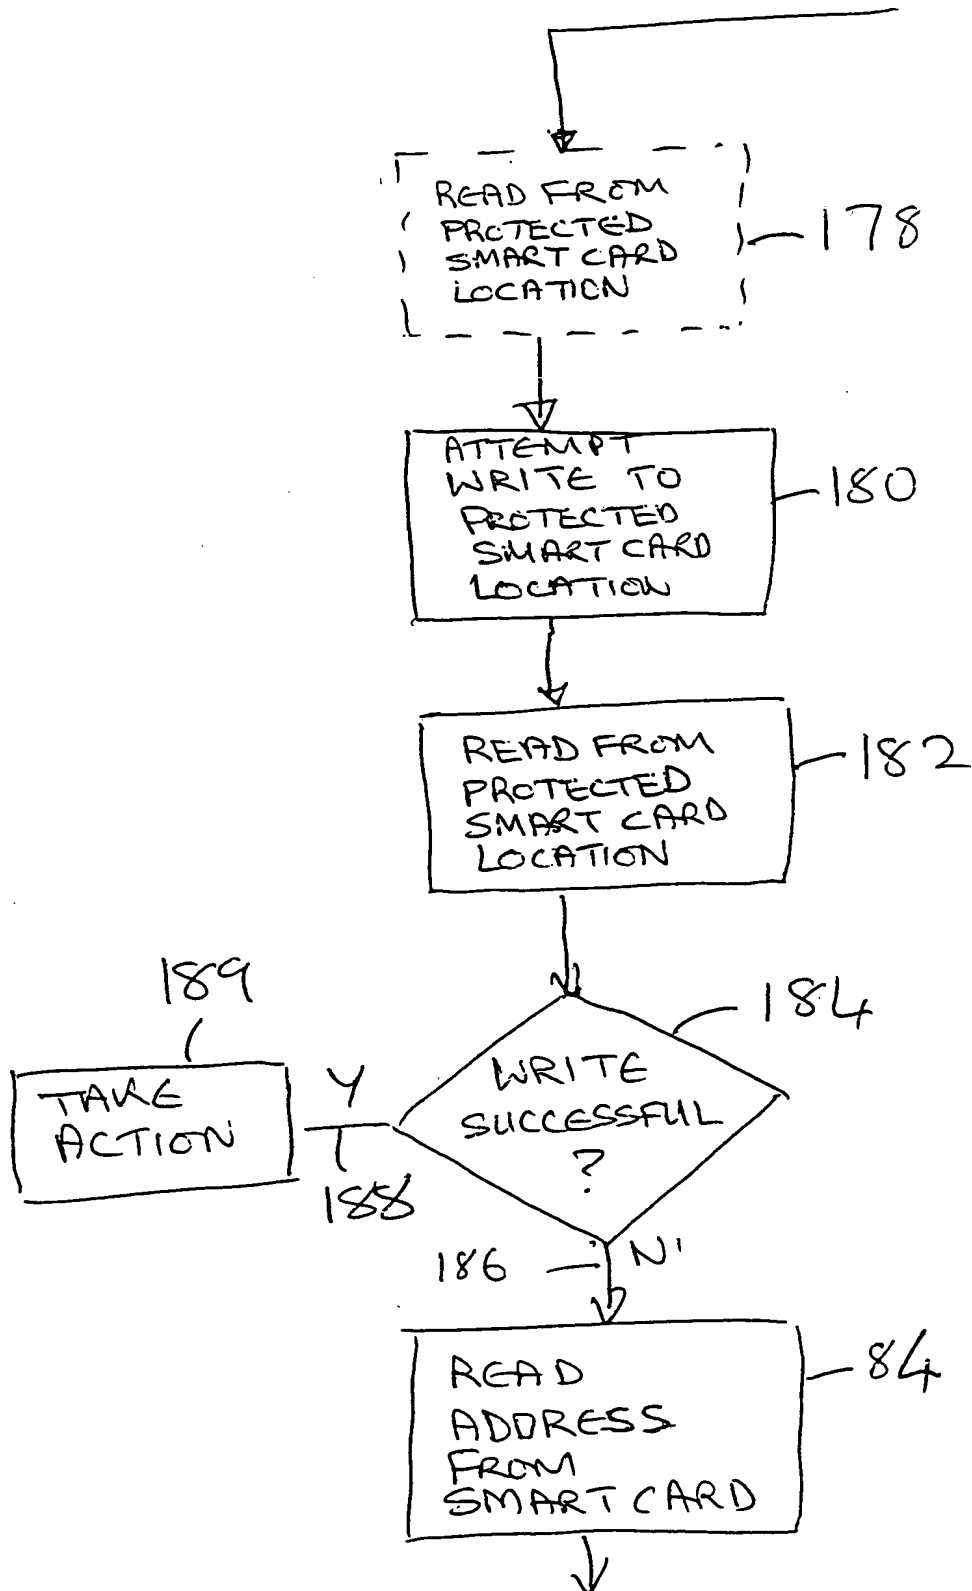 READ FROM
PROTECTED
SMART CARD
LOCATION
178
ATTEMPT
WRITE TO
PROTECTED
SMART CARD
LOCATION
180
READ FROM
PROTECTED
SMART CARD
LOCATION
182
189
184
TAKE
ACTION
Y
188
WRITE
SUCCESSFUL
?
186
N
READ
ADDRESS
FROM
SMART CARD
84